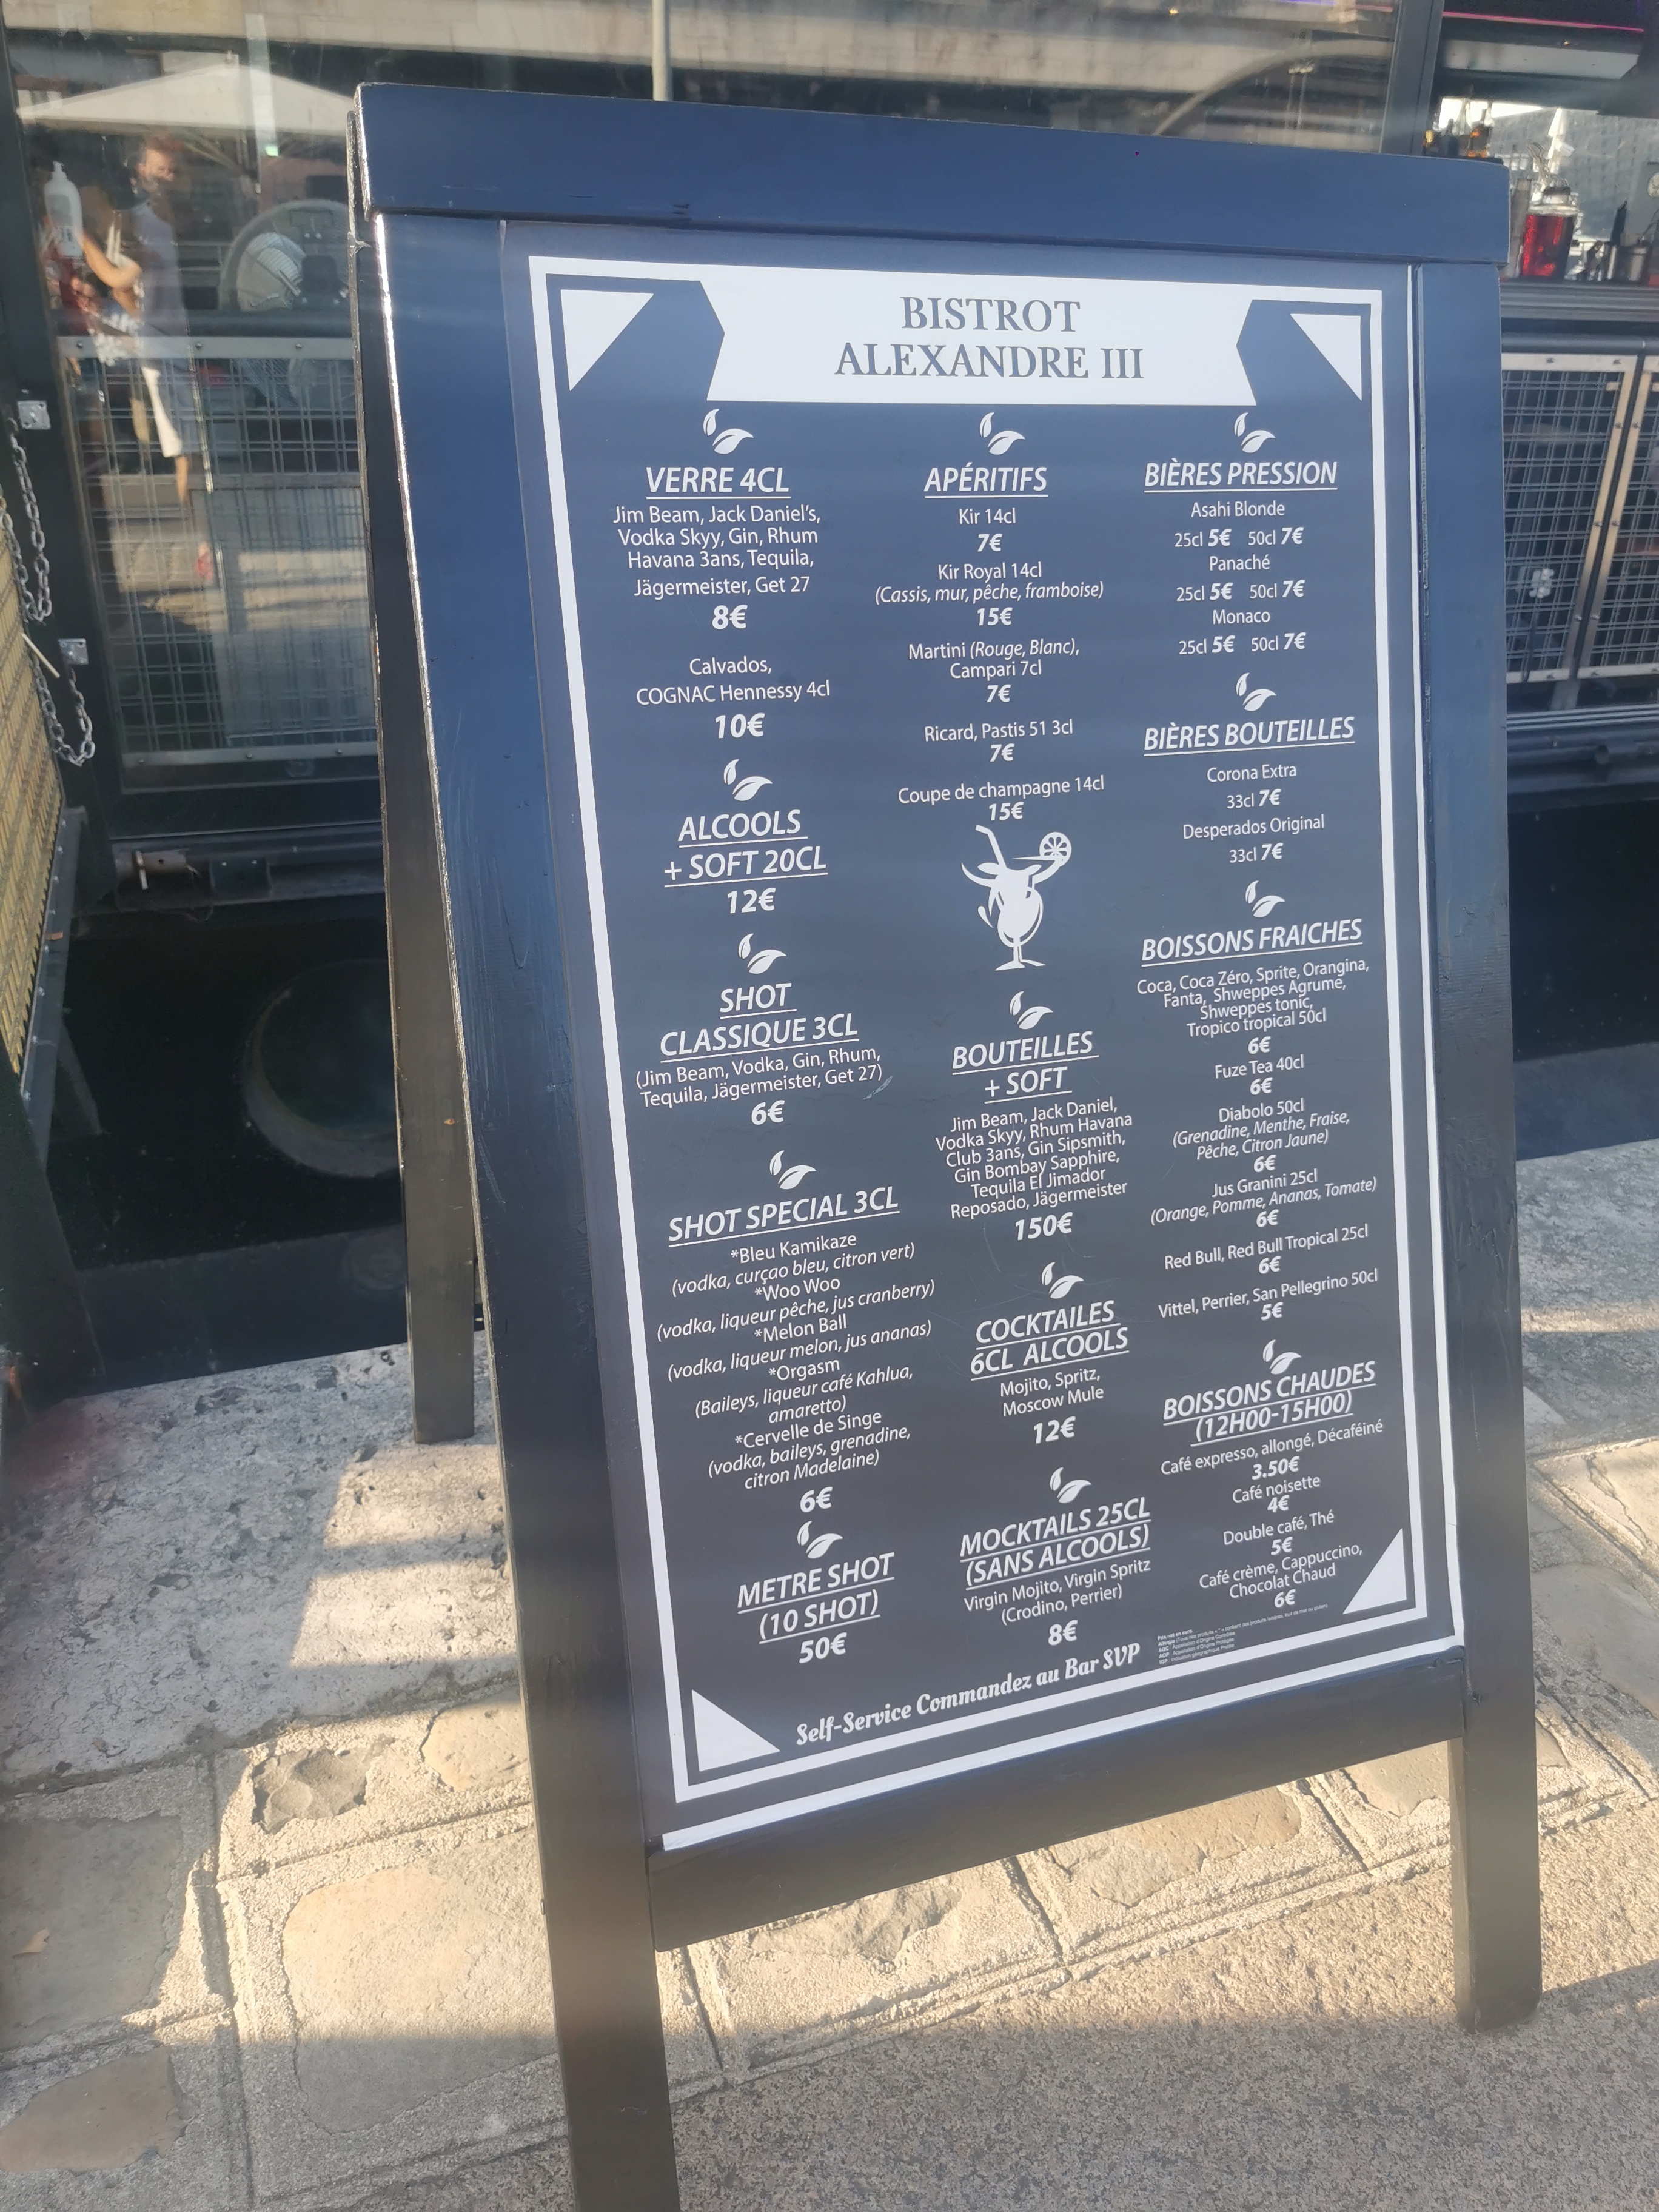 BISTROT
ALEXANDRE III
VERRE 4CL
Jim Beam, Jack Daniel's,
Vodka Skyy, Gin, Rhum
Havana 3ans, Tequila,
Jägermeister, Get 27
8€
Calvados,
COGNAC Hennessy 4cl
10€
ALCOOLS
+ SOFT 20CL
12€
SHOT
CLASSIQUE 3CL
(Jim Beam, Vodka, Gin, Rhum,
Tequila, Jägermeister, Get 27)
6€
SHOT SPECIAL 3CL
*Bleu Kamikaze
(vodka, curçao bleu, citron vert)
*Woo Woo
(vodka, liqueur pêche, jus cranberry)
*Melon Ball
(vodka, liqueur melon, jus ananas)
*Orgasm
(Baileys, liqueur café Kahlua,
amaretto)
*Cervelle de Singe
(vodka, baileys, grenadine,
citron Madelaine)
6€
METRE SHOT
(10 SHOT)
50€
APÉRITIFS
Kir 14cl
7€
Kir Royal 14cl
(Cassis, mur, pêche, framboise)
15€
Martini (Rouge, Blanc),
Campari 7cl
7€
Ricard, Pastis 51 3cl
7€
Coupe de champagne 14cl
15€
BOUTEILLES
+ SOFT
Jim Beam, Jack Daniel,
Vodka Skyy, Rhum Havana
Club 3ans, Gin Sipsmith,
Gin Bombay Sapphire,
Tequila El Jimador
Reposado, Jägermeister
150€
COCKTAILES
6CL ALCOOLS
Mojito, Spritz,
Moscow Mule
12€
MOCKTAILS 25CL
(SANS ALCOOLS)
Virgin Mojito, Virgin Spritz
(Crodino, Perrier)
8€
BIÈRES PRESSION
Asahi Blonde
25cl 5€ 50cl 7€
Panaché
25cl 5€ 50cl 7€
Monaco
25cl 5€ 50cl 7€
BIÈRES BOUTEILLES
Corona Extra
33cl 7€
Desperados Original
33cl 7€
BOISSONS FRAICHES
Coca, Coca Zéro, Sprite, Orangina,
Fanta, Shweppes Agrume,
Shweppes tonic,
Tropico tropical 50cl
6€
Fuze Tea 40cl
6€
Diabolo 50cl
(Grenadine, Menthe, Fraise,
Pêche, Citron Jaune)
6€
Jus Granini 25cl
(Orange, Pomme, Ananas, Tomate)
6€
Red Bull, Red Bull Tropical 25cl
6€
Vittel, Perrier, San Pellegrino 50cl
5€
BOISSONS CHAUDES
(12H00-15H00)
Café expresso, allongé, Décaféiné
3.50€
Café noisette
4€
Double café, Thé
5€
Café crème, Cappuccino,
Chocolat Chaud
6€
Self-Service Commandez au Bar SVP